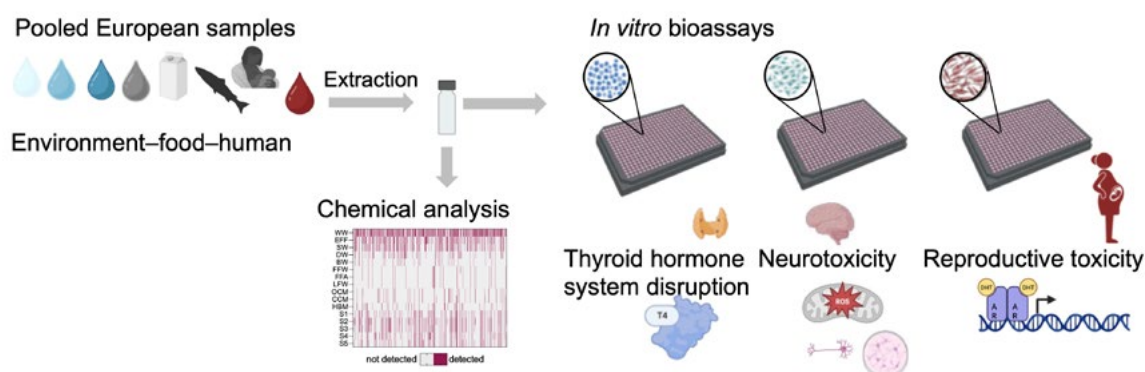 Pooled European samples
Extraction
Environment–food–human
Chemical analysis
WW
EFF
SW
DW
BW
FFW
FFA
LFW
OCM
CCM
HBM
S1
S2
S3
S4
S5
not detected
detected
In vitro bioassays
Thyroid hormone
system disruption
T4
Neurotoxicity
ROS
Reproductive toxicity
DHT
DHT
A
R
A
R